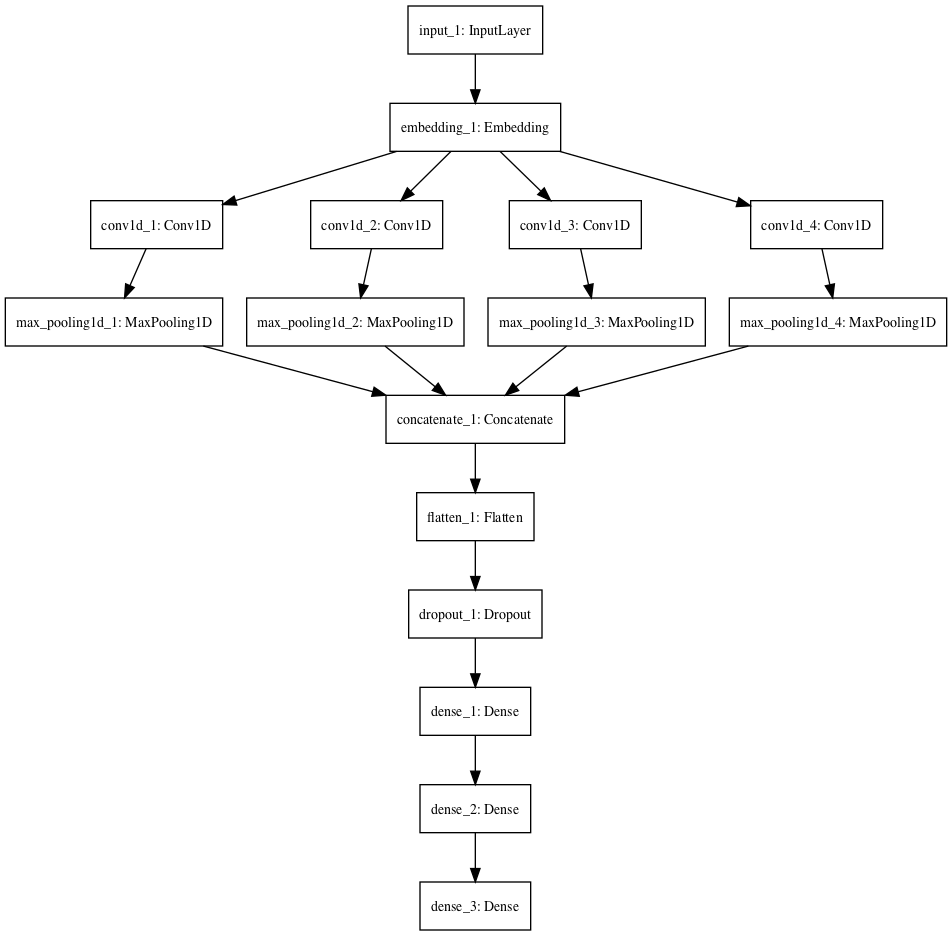 input_1: InputLayer
embedding_1: Embedding
conv1d_1: Conv1D
conv1d_2: Conv1D
conv1d_3: Conv1D
conv1d_4: Conv1D
max_pooling1d_1: MaxPooling1D
max_pooling1d_2: MaxPooling1D
max_pooling1d_3: MaxPooling1D
max_pooling1d_4: MaxPooling1D
concatenate_1: Concatenate
flatten_1: Flatten
dropout_1: Dropout
dense_1: Dense
dense_2: Dense
dense_3: Dense